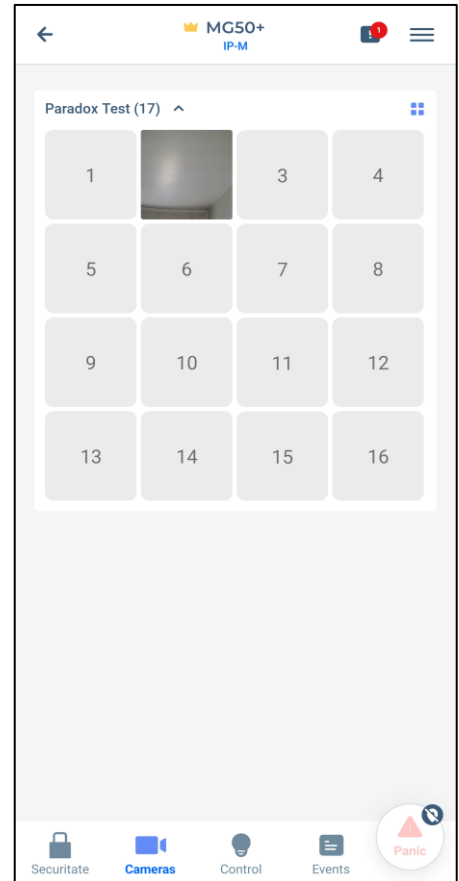 MG50+
IP-M
1
Paradox Test (17)
1
3
4
5
6
7
8
9
10
11
12
13
14
15
16
Panic
Securitate
Cameras
Control
Events